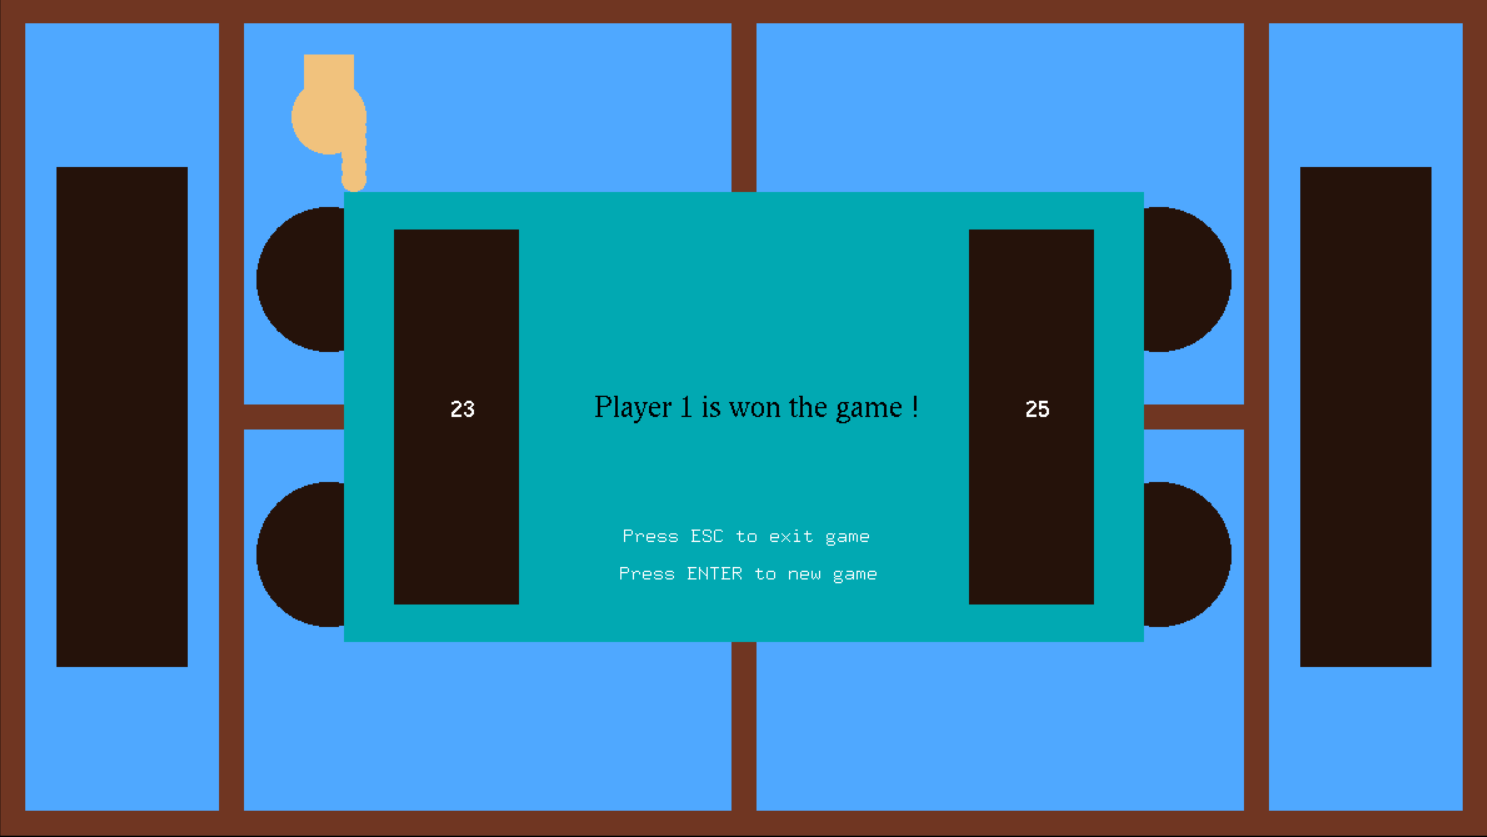 23
Player 1 is won the game !
25
Press ESC to exit game
Press ENTER to new game